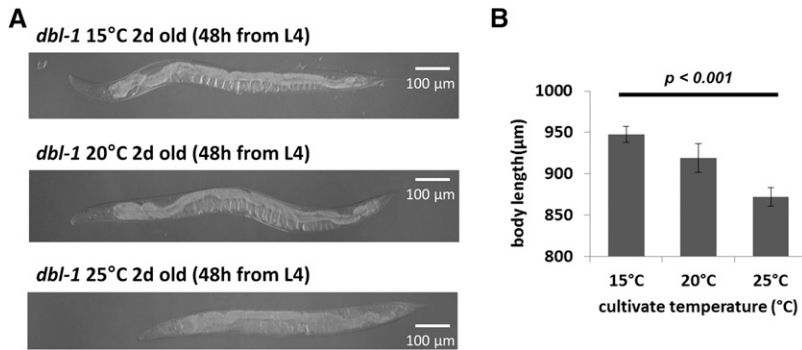 A
dbl-1 15°C 2d old (48h from L4)
100 μm
dbl-1 20°C 2d old (48h from L4)
100 μm
dbl-1 25°C 2d old (48h from L4)
100 μm
B
p < 0.001
1000
950
900
850
800
body length(μm)
15°C 20°C 25°C
cultivate temperature (°C)